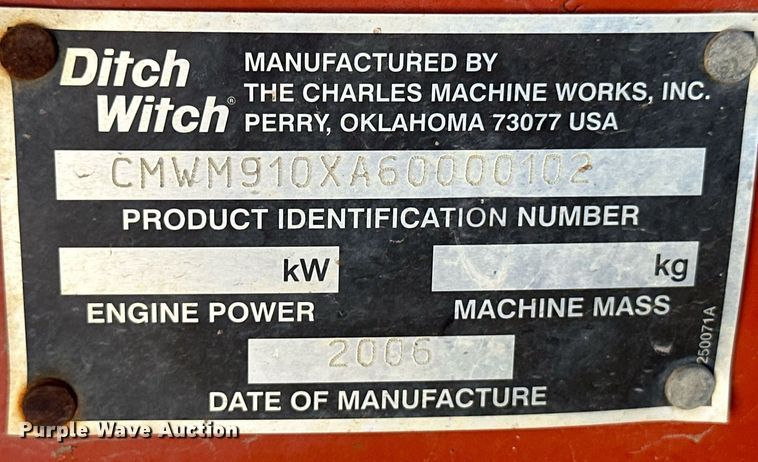 Ditch
Witch®
MANUFACTURED BY
THE CHARLES MACHINE WORKS, INC.
PERRY, OKLAHOMA 73077 USA
CMWM910XA60000102
PRODUCT IDENTIFICATION NUMBER
kW
kg
ENGINE POWER
MACHINE MASS
2006
DATE OF MANUFACTURE
250071A
Purple Wave Auction